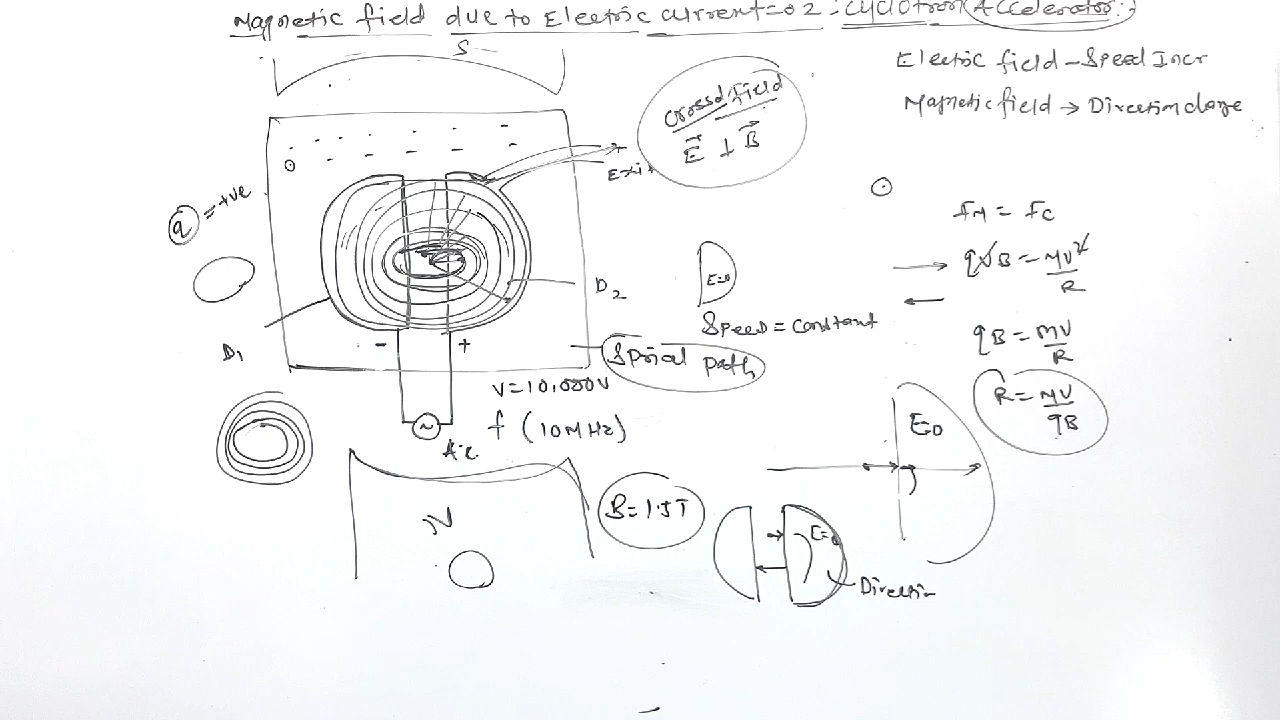 Magnetic field due to Electric current=02: Cyclotron (Accelerator:-)
S
Electric field - Speed Incr
Magnetic field → Direction change
Crossd Field
E⃗ ⊥ B⃗
Exit
q = +ve
fM = fC
qVB = MV²/R
qB = MV/R
R = MV/qB
D2
E=0
Speed = constant
D1
- +
Spiral path
V=10,000V
f (10MHz)
A.C.
B=1.5T
N
E=0
E=0
Direction